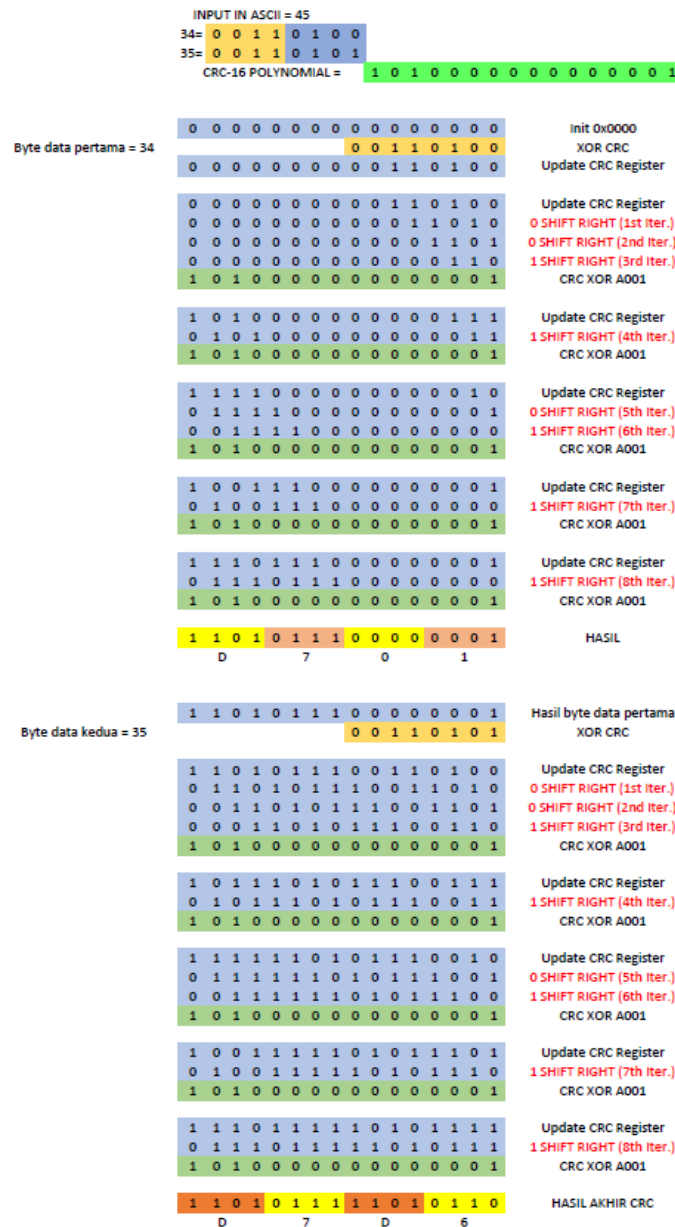 INPUT IN ASCII = 45
34= 0 0 1 1 0 1 0 0
35= 0 0 1 1 0 1 0 1
CRC-16 POLYNOMIAL = 1 0 1 0 0 0 0 0 0 0 0 0 0 0 0 1
0 0 0 0 0 0 0 0 0 0 0 0 0 0 0 0 Init 0x0000
Byte data pertama = 34 0 0 1 1 0 1 0 0 XOR CRC
0 0 0 0 0 0 0 0 0 0 1 1 0 1 0 0 Update CRC Register
0 0 0 0 0 0 0 0 0 0 1 1 0 1 0 0 Update CRC Register
0 0 0 0 0 0 0 0 0 0 0 1 1 0 1 0 0 SHIFT RIGHT (1st Iter.)
0 0 0 0 0 0 0 0 0 0 0 0 1 1 0 1 0 SHIFT RIGHT (2nd Iter.)
0 0 0 0 0 0 0 0 0 0 0 0 0 1 1 0 1 SHIFT RIGHT (3rd Iter.)
1 0 1 0 0 0 0 0 0 0 0 0 0 0 0 1 CRC XOR A001
1 0 1 0 0 0 0 0 0 0 0 0 0 1 1 1 Update CRC Register
0 1 0 1 0 0 0 0 0 0 0 0 0 0 1 1 1 SHIFT RIGHT (4th Iter.)
1 0 1 0 0 0 0 0 0 0 0 0 0 0 0 1 CRC XOR A001
1 1 1 1 0 0 0 0 0 0 0 0 0 0 1 0 Update CRC Register
0 1 1 1 1 0 0 0 0 0 0 0 0 0 0 1 0 SHIFT RIGHT (5th Iter.)
0 0 1 1 1 1 0 0 0 0 0 0 0 0 0 0 1 SHIFT RIGHT (6th Iter.)
1 0 1 0 0 0 0 0 0 0 0 0 0 0 0 1 CRC XOR A001
1 0 0 1 1 1 0 0 0 0 0 0 0 0 0 1 Update CRC Register
0 1 0 0 1 1 1 0 0 0 0 0 0 0 0 0 1 SHIFT RIGHT (7th Iter.)
1 0 1 0 0 0 0 0 0 0 0 0 0 0 0 1 CRC XOR A001
1 1 1 0 1 1 1 0 0 0 0 0 0 0 0 1 Update CRC Register
0 1 1 1 0 1 1 1 0 0 0 0 0 0 0 0 1 SHIFT RIGHT (8th Iter.)
1 0 1 0 0 0 0 0 0 0 0 0 0 0 0 1 CRC XOR A001
1 1 0 1 0 1 1 1 0 0 0 0 0 0 0 1 HASIL
D 7 0 1
1 1 0 1 0 1 1 1 0 0 0 0 0 0 0 1 Hasil byte data pertama
Byte data kedua = 35 0 0 1 1 0 1 0 1 XOR CRC
1 1 0 1 0 1 1 1 0 0 1 1 0 1 0 0 Update CRC Register
0 1 1 0 1 0 1 1 1 0 0 1 1 0 1 0 0 SHIFT RIGHT (1st Iter.)
0 0 1 1 0 1 0 1 1 1 0 0 1 1 0 1 0 SHIFT RIGHT (2nd Iter.)
0 0 0 1 1 0 1 0 1 1 1 0 0 1 1 0 1 SHIFT RIGHT (3rd Iter.)
1 0 1 0 0 0 0 0 0 0 0 0 0 0 0 1 CRC XOR A001
1 0 1 1 1 0 1 0 1 1 1 0 0 1 1 1 Update CRC Register
0 1 0 1 1 1 0 1 0 1 1 1 0 0 1 1 1 SHIFT RIGHT (4th Iter.)
1 0 1 0 0 0 0 0 0 0 0 0 0 0 0 1 CRC XOR A001
1 1 1 1 1 1 0 1 0 1 1 1 0 0 1 0 Update CRC Register
0 1 1 1 1 1 1 0 1 0 1 1 1 0 0 1 0 SHIFT RIGHT (5th Iter.)
0 0 1 1 1 1 1 1 0 1 0 1 1 1 0 0 1 SHIFT RIGHT (6th Iter.)
1 0 1 0 0 0 0 0 0 0 0 0 0 0 0 1 CRC XOR A001
1 0 0 1 1 1 1 1 0 1 0 1 1 1 0 1 Update CRC Register
0 1 0 0 1 1 1 1 1 0 1 0 1 1 1 0 1 SHIFT RIGHT (7th Iter.)
1 0 1 0 0 0 0 0 0 0 0 0 0 0 0 1 CRC XOR A001
1 1 1 0 1 1 1 1 1 0 1 0 1 1 1 1 Update CRC Register
0 1 1 1 0 1 1 1 1 1 0 1 0 1 1 1 1 SHIFT RIGHT (8th Iter.)
1 0 1 0 0 0 0 0 0 0 0 0 0 0 0 1 CRC XOR A001
1 1 0 1 0 1 1 1 1 1 0 1 0 1 1 0 HASIL AKHIR CRC
D 7 D 6